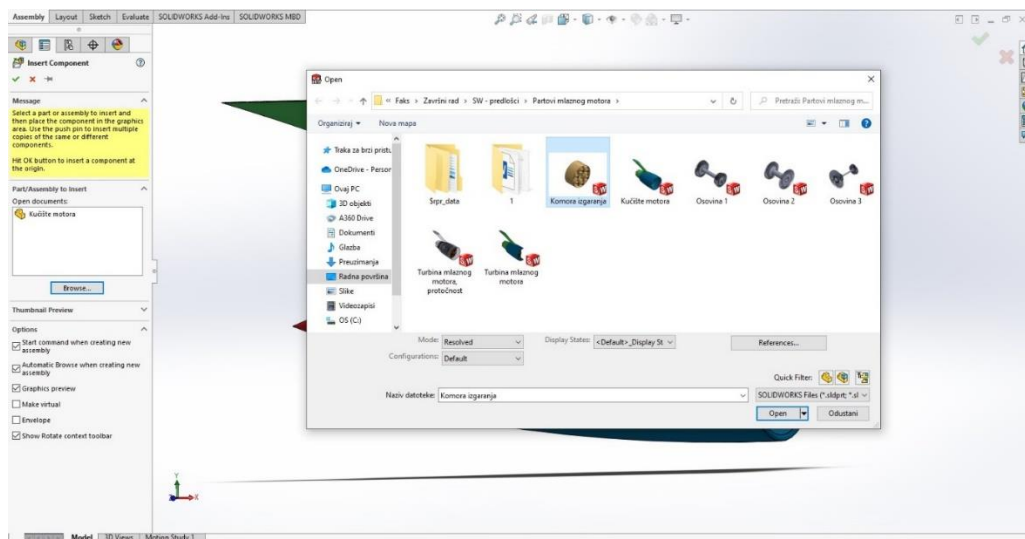 Assembly Layout Sketch Evaluate SOLIDWORKS Add-Ins SOLIDWORKS MBD
Insert Component
Message
Select a part or assembly to insert and
then place the component in the graphics
area. Use the push pin to insert multiple
copies of the same or different
components.
Hit OK button to insert a component at
the origin.
Part/Assembly to Insert
Open documents:
Kućište motora
Browse...
Thumbnail Preview
Options
Start command when creating new
assembly
Automatic Browse when creating new
assembly
Graphics preview
Make virtual
Envelope
Show Rotate context toolbar
Open
« Faks › Završni rad › SW - predlošci › Partovi mlaznog motora ›
Pretraži Partovi mlaznog m...
Organiziraj Nova mapa
Traka za brzi pristu
OneDrive - Person
Ovaj PC
3D objekti
A360 Drive
Dokumenti
Glazba
Preuzimanja
Radna površina
Slike
Videozapisi
OS (C:)
$rpr_data
1
Komora izgaranja
Kućište motora
Osovina 1
Osovina 2
Osovina 3
Turbina mlaznog
motora,
protočnost
Turbina mlaznog
motora
Mode: Resolved
Configurations: Default
Display States: <Default>_Display St
References...
Quick Filter:
Naziv datoteke: Komora izgaranja
SOLIDWORKS Files (*.sldprt; *.sl
Open Odustani
Y
X
Model 3D Views Motion Study 1